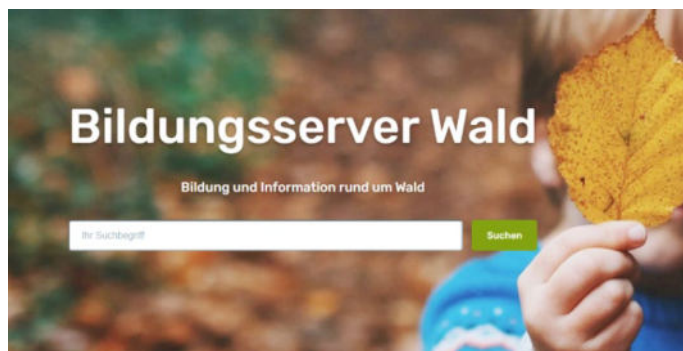 Bildungsserver Wald
Bildung und Information rund um Wald
Ihr Suchbegriff
Suchen